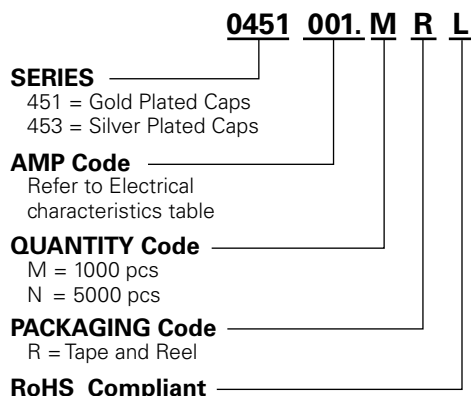 0451 001. M R L
SERIES
451 = Gold Plated Caps
453 = Silver Plated Caps
AMP Code
Refer to Electrical
characteristics table
QUANTITY Code
M = 1000 pcs
N = 5000 pcs
PACKAGING Code
R = Tape and Reel
RoHS Compliant